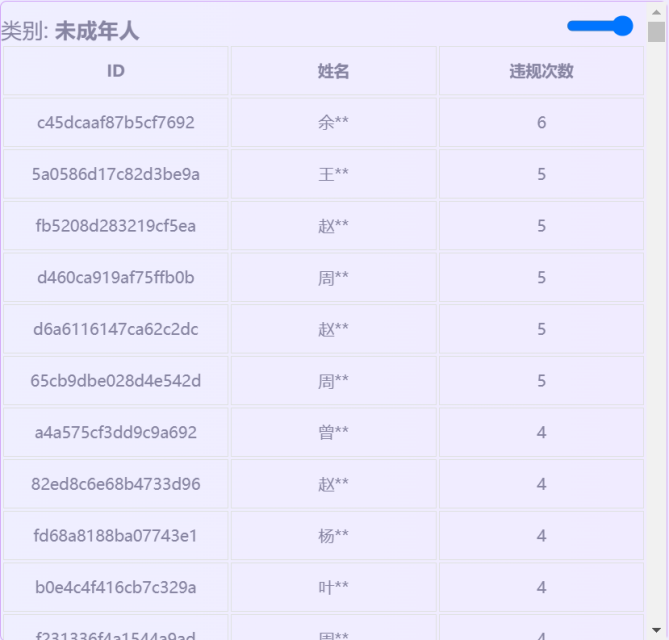 类别: 未成年人
ID 姓名 违规次数
c45dcaaf87b5cf7692 余** 6
5a0586d17c82d3be9a 王** 5
fb5208d283219cf5ea 赵** 5
d460ca919af75ffb0b 周** 5
d6a6116147ca62c2dc 赵** 5
65cb9dbe028d4e542d 周** 5
a4a575cf3dd9c9a692 曾** 4
82ed8c6e68b4733d96 赵** 4
fd68a8188ba07743e1 杨** 4
b0e4c4f416cb7c329a 叶** 4
f231336f4a1544a9ad 周** 4